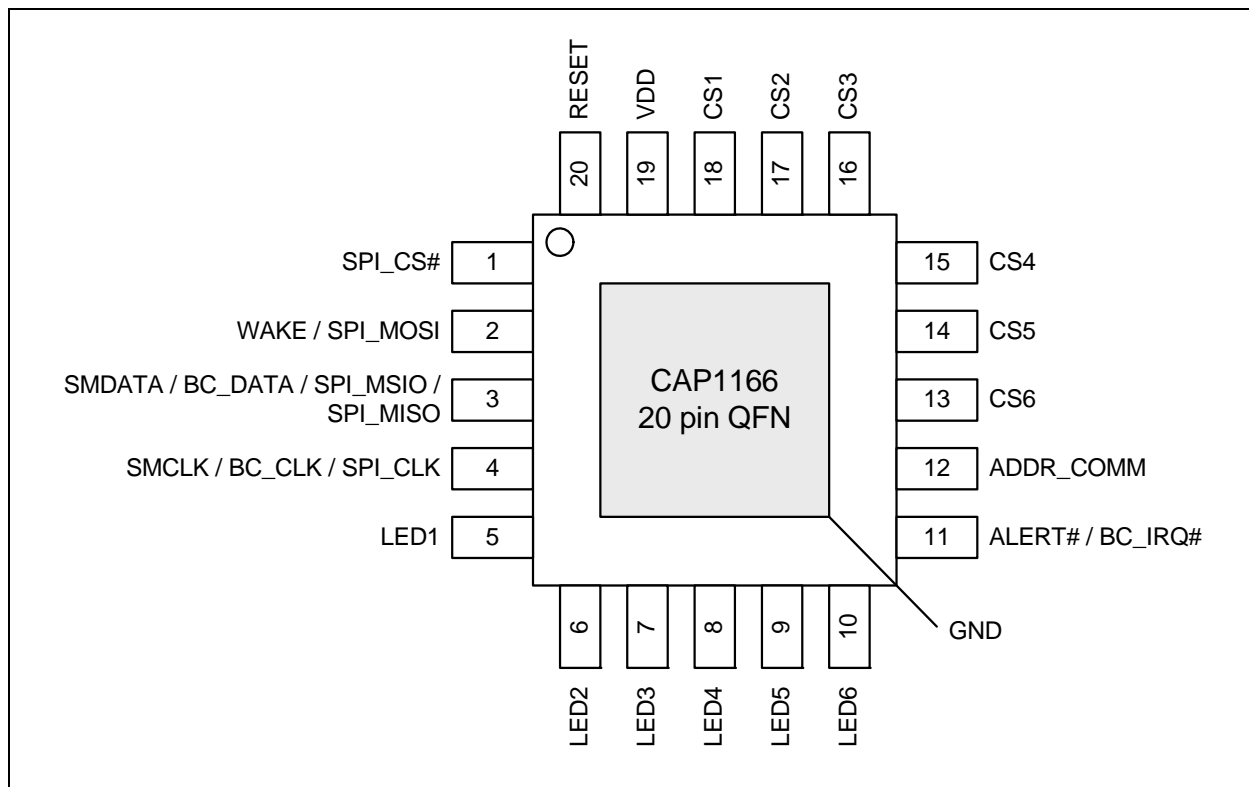 RESET
VDD
CS1
CS2
CS3
20
19
18
17
16
SPI_CS#
1
15
CS4
WAKE / SPI_MOSI
2
14
CS5
SMDATA / BC_DATA / SPI_MSIO /
SPI_MISO
3
13
CS6
SMCLK / BC_CLK / SPI_CLK
4
12
ADDR_COMM
LED1
5
11
ALERT# / BC_IRQ#
CAP1166
20 pin QFN
GND
6
7
8
9
10
LED2
LED3
LED4
LED5
LED6